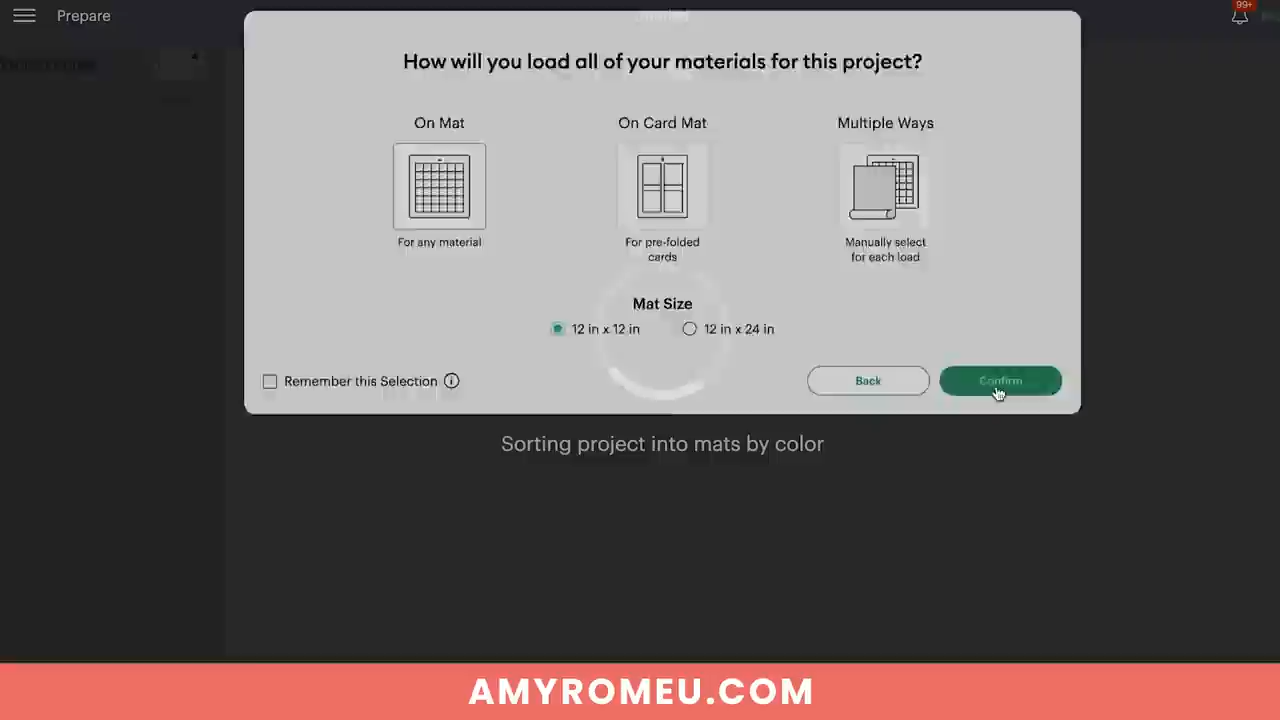 Prepare
99+
How will you load all of your materials for this project?
On Mat
On Card Mat
Multiple Ways
For any material
For pre-folded
cards
Manually select
for each load
Mat Size
12 in x 12 in
12 in x 24 in
Remember this Selection
Back
Confirm
Sorting project into mats by color
AMYROMEU.COM